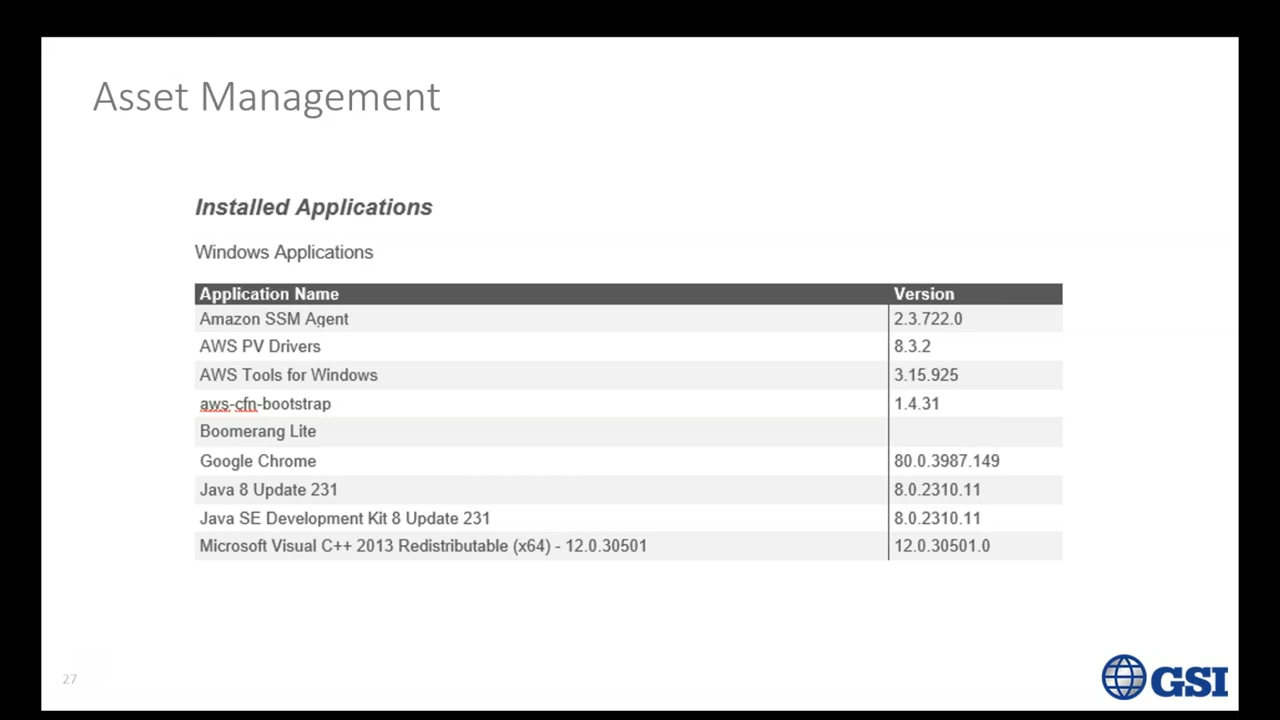 Asset Management
Installed Applications
Windows Applications
Application Name Version
Amazon SSM Agent 2.3.722.0
AWS PV Drivers 8.3.2
AWS Tools for Windows 3.15.925
aws-cfn-bootstrap 1.4.31
Boomerang Lite
Google Chrome 80.0.3987.149
Java 8 Update 231 8.0.2310.11
Java SE Development Kit 8 Update 231 8.0.2310.11
Microsoft Visual C++ 2013 Redistributable (x64) - 12.0.30501 12.0.30501.0
27
GSI